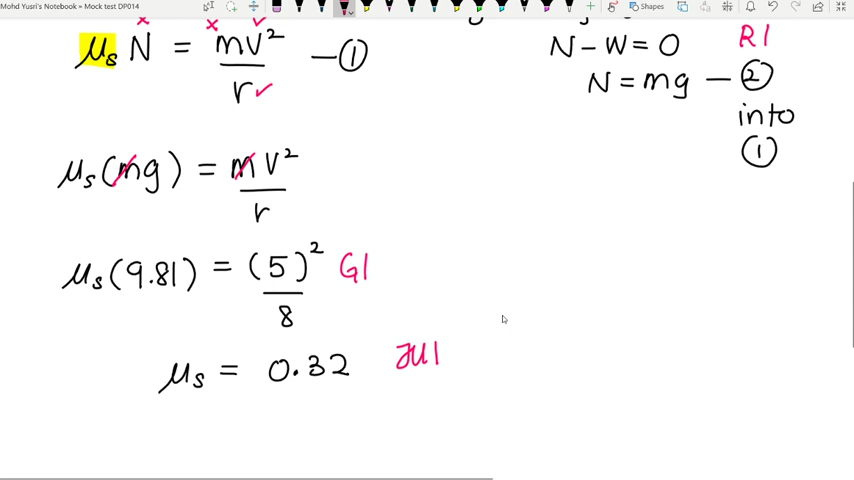 Mohd Yusri's Notebook » Mock test DP014
Shapes
μs N = mv² / r — ①
N - W = 0 R1
N = mg — ②
into
①
μs(mg) = mv² / r
μs(9.81) = (5)² / 8 G1
μs = 0.32 JU1